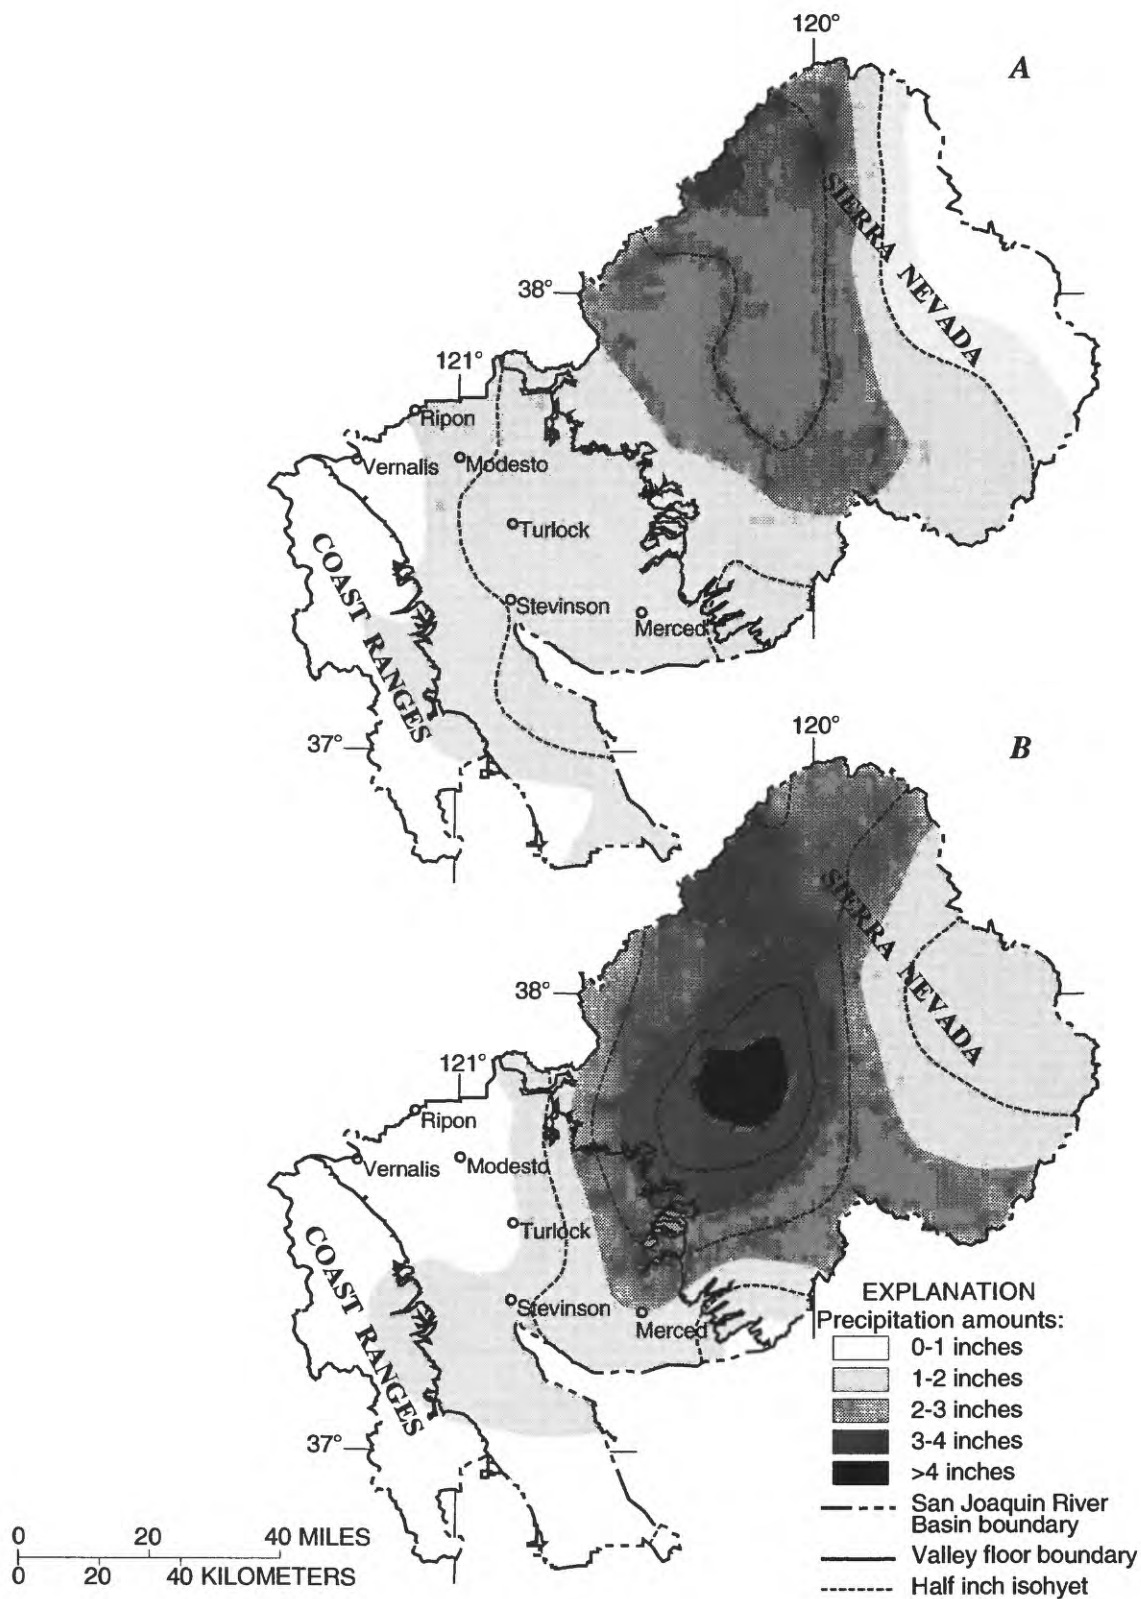 120°
A
SIERRA NEVADA
38°
121°
Ripon
Vernalis
Modesto
Turlock
COAST RANGES
Stevinson
Merced
37°
120°
B
SIERRA NEVADA
38°
121°
Ripon
Vernalis
Modesto
Turlock
COAST RANGES
Stevinson
Merced
37°
EXPLANATION
Precipitation amounts:
0-1 inches
1-2 inches
2-3 inches
3-4 inches
>4 inches
San Joaquin River
Basin boundary
Valley floor boundary
Half inch isohyet
0 20 40 MILES
0 20 40 KILOMETERS